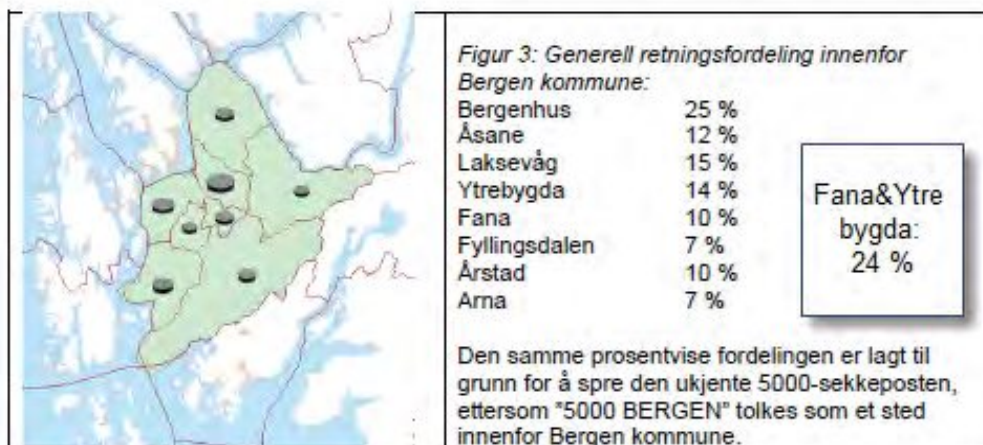 Figur 3: Generell retningsfordeling innenfor
Bergen kommune:
Bergenhus 25 %
Åsane 12 %
Laksevåg 15 %
Ytrebygda 14 %
Fana 10 %
Fyllingsdalen 7 %
Årstad 10 %
Arna 7 %
Fana&Ytre
bygda:
24 %
Den samme prosentvise fordelingen er lagt til
grunn for å spre den ukjente 5000-sekkeposten,
ettersom "5000 BERGEN" tolkes som et sted
innenfor Bergen kommune.